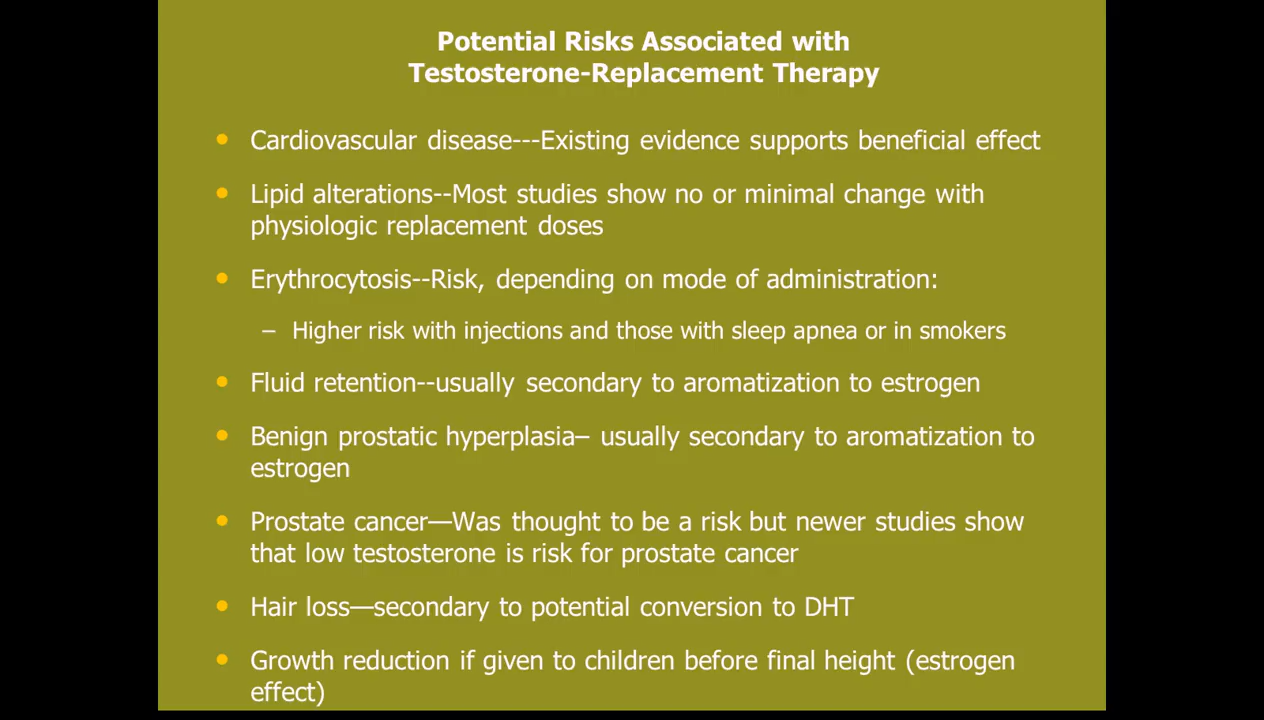 Potential Risks Associated with
Testosterone-Replacement Therapy
• Cardiovascular disease---Existing evidence supports beneficial effect
• Lipid alterations--Most studies show no or minimal change with
physiologic replacement doses
• Erythrocytosis--Risk, depending on mode of administration:
– Higher risk with injections and those with sleep apnea or in smokers
• Fluid retention--usually secondary to aromatization to estrogen
• Benign prostatic hyperplasia– usually secondary to aromatization to
estrogen
• Prostate cancer—Was thought to be a risk but newer studies show
that low testosterone is risk for prostate cancer
• Hair loss—secondary to potential conversion to DHT
• Growth reduction if given to children before final height (estrogen
effect)